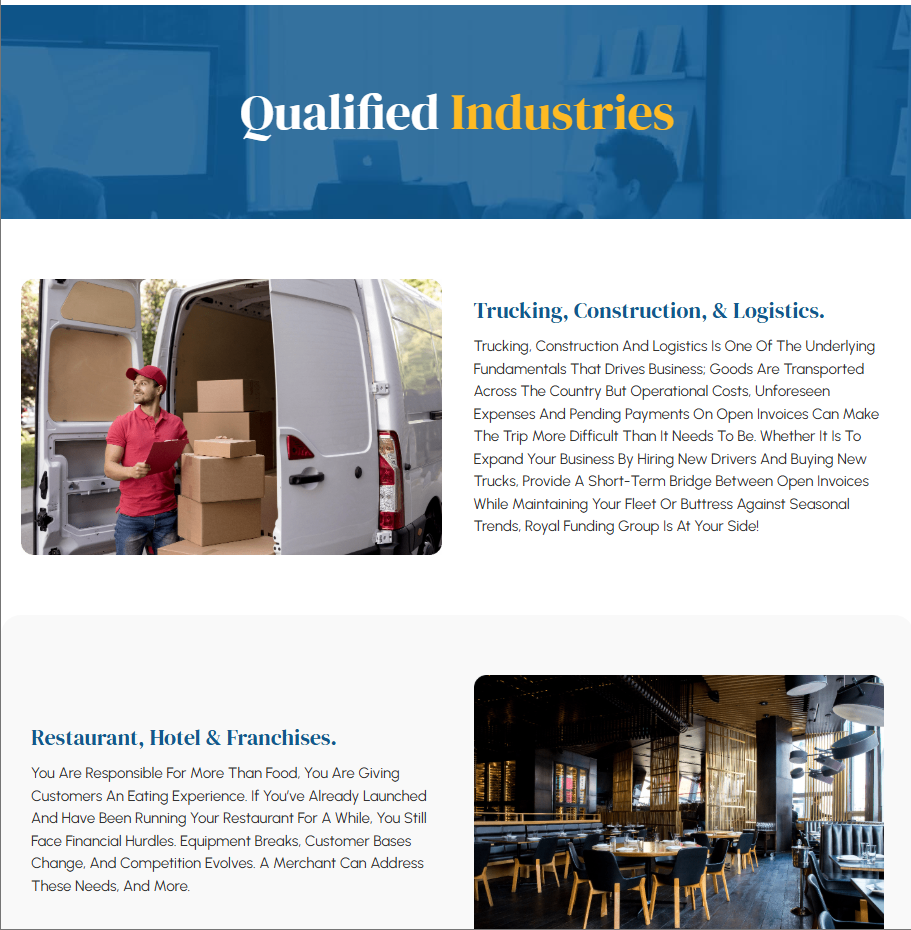 Qualified Industries
Trucking, Construction, & Logistics.
Trucking, Construction And Logistics Is One Of The Underlying
Fundamentals That Drives Business; Goods Are Transported
Across The Country But Operational Costs, Unforeseen
Expenses And Pending Payments On Open Invoices Can Make
The Trip More Difficult Than It Needs To Be. Whether It Is To
Expand Your Business By Hiring New Drivers And Buying New
Trucks, Provide A Short-Term Bridge Between Open Invoices
While Maintaining Your Fleet Or Buttress Against Seasonal
Trends, Royal Funding Group Is At Your Side!
Restaurant, Hotel & Franchises.
You Are Responsible For More Than Food, You Are Giving
Customers An Eating Experience. If You’ve Already Launched
And Have Been Running Your Restaurant For A While, You Still
Face Financial Hurdles. Equipment Breaks, Customer Bases
Change, And Competition Evolves. A Merchant Can Address
These Needs, And More.